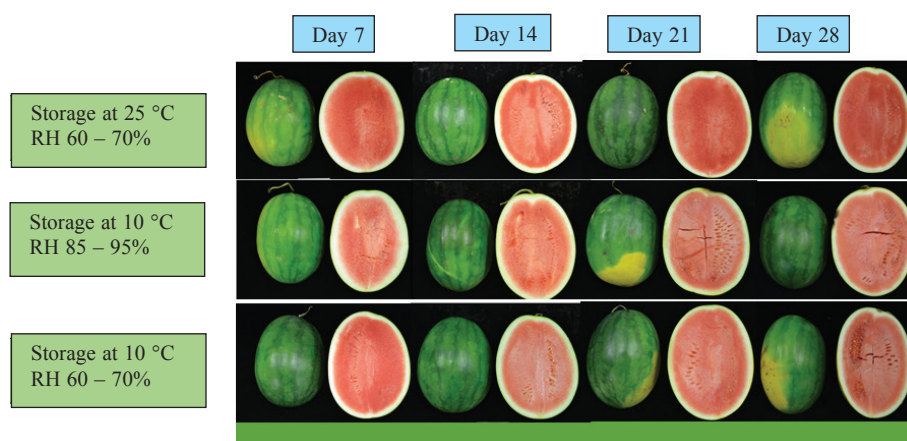 Day 7
Day 14
Day 21
Day 28
Storage at 25 °C
RH 60 – 70%
Storage at 10 °C
RH 85 – 95%
Storage at 10 °C
RH 60 – 70%